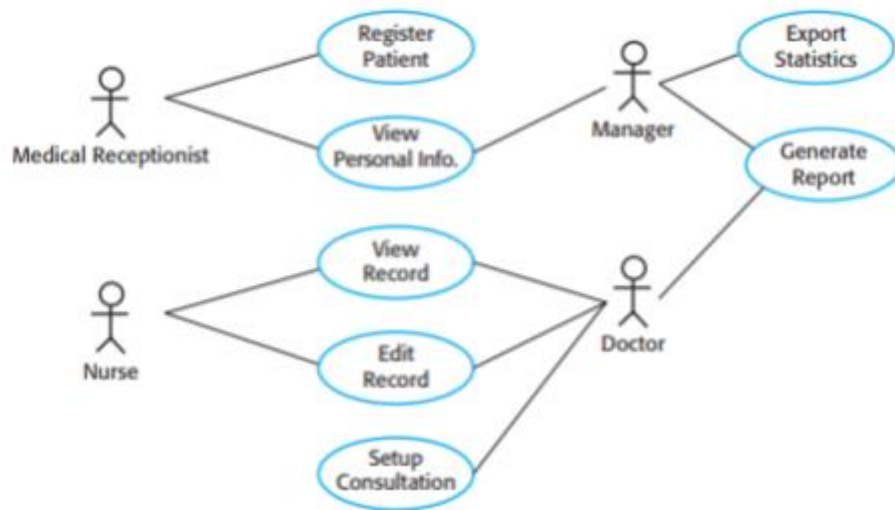 Register
Patient
Export
Statistics
Medical Receptionist
View
Personal Info.
Manager
Generate
Report
View
Record
Nurse
Edit
Record
Doctor
Setup
Consultation